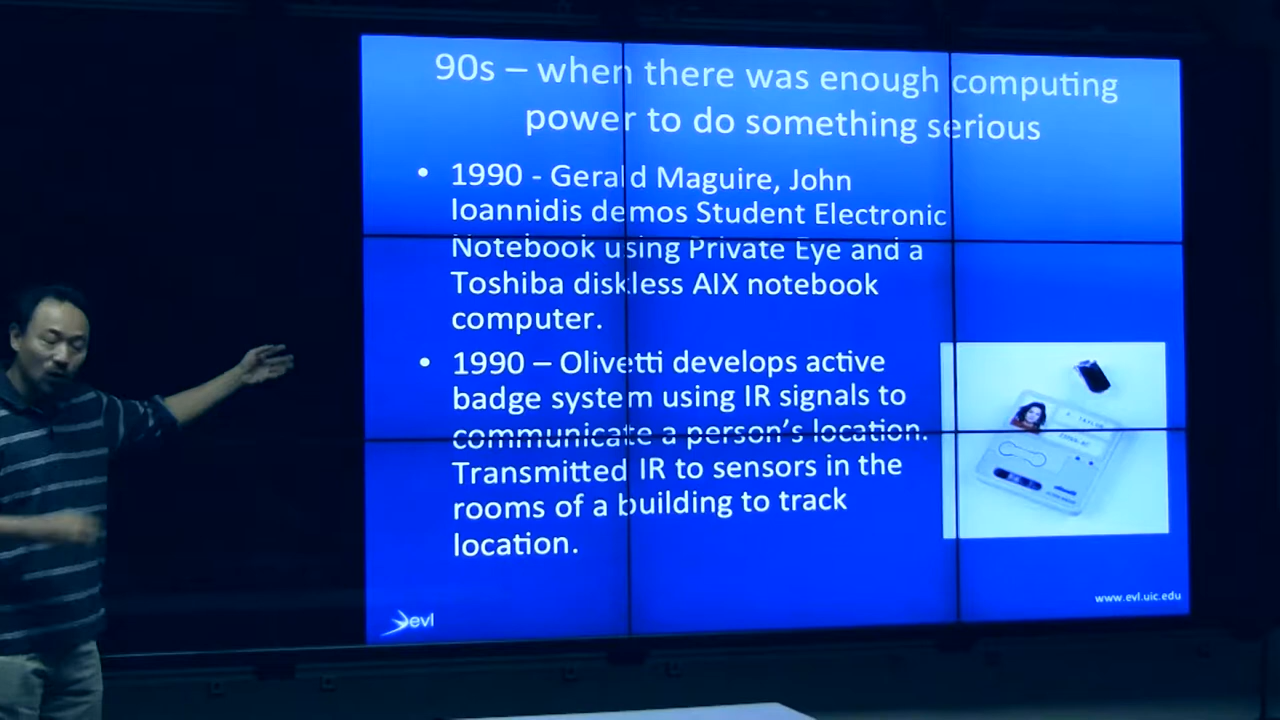 90s – when there was enough computing
power to do something serious
• 1990 - Gerald Maguire, John
Ioannidis demos Student Electronic
Notebook using Private Eye and a
Toshiba diskless AIX notebook
computer.
• 1990 – Olivetti develops active
badge system using IR signals to
communicate a person's location.
Transmitted IR to sensors in the
rooms of a building to track
location.
evl
www.evl.uic.edu